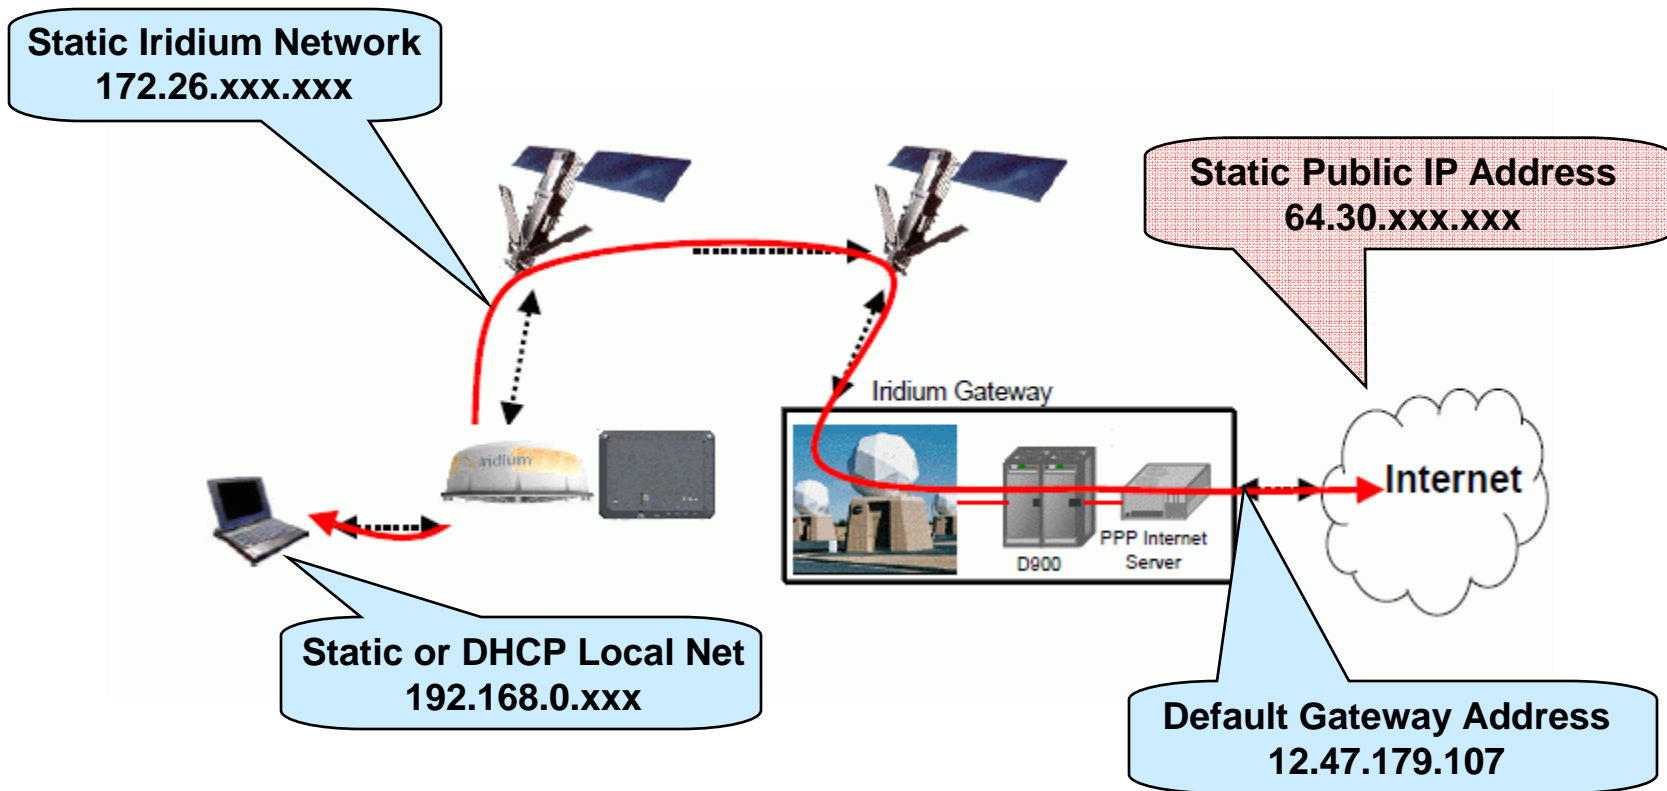 Static Iridium Network
172.26.xxx.xxx
Static Public IP Address
64.30.xxx.xxx
Iridium Gateway
iridium
Internet
D900
PPP Internet
Server
Static or DHCP Local Net
192.168.0.xxx
Default Gateway Address
12.47.179.107